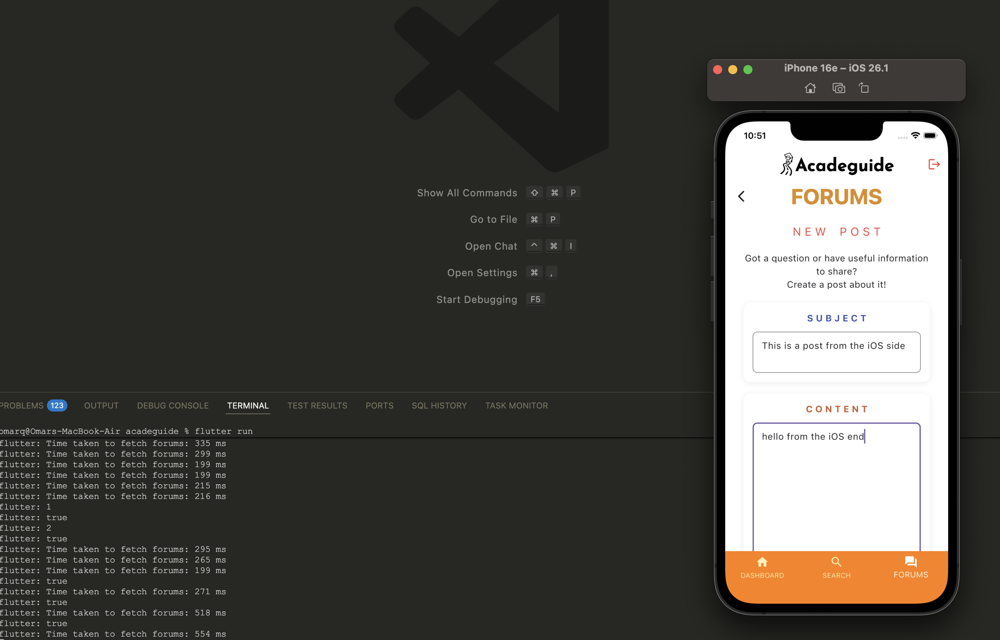 Show All Commands ⇧ ⌘ P
Go to File ⌘ P
Open Chat ^ ⌘ I
Open Settings ⌘ ,
Start Debugging F5
PROBLEMS 123 OUTPUT DEBUG CONSOLE TERMINAL TEST RESULTS PORTS SQL HISTORY TASK MONITOR
omarq@Omars-MacBook-Air acadeguide % flutter run
flutter: Time taken to fetch forums: 335 ms
flutter: Time taken to fetch forums: 299 ms
flutter: Time taken to fetch forums: 199 ms
flutter: Time taken to fetch forums: 199 ms
flutter: Time taken to fetch forums: 215 ms
flutter: Time taken to fetch forums: 216 ms
flutter: 1
flutter: true
flutter: 2
flutter: true
flutter: Time taken to fetch forums: 295 ms
flutter: Time taken to fetch forums: 265 ms
flutter: Time taken to fetch forums: 199 ms
flutter: true
flutter: Time taken to fetch forums: 271 ms
flutter: true
flutter: Time taken to fetch forums: 518 ms
flutter: true
flutter: Time taken to fetch forums: 554 ms
iPhone 16e – iOS 26.1
10:51
Acadeguide
FORUMS
NEW POST
Got a question or have useful information
to share?
Create a post about it!
SUBJECT
This is a post from the iOS side
CONTENT
hello from the iOS end
DASHBOARD SEARCH FORUMS